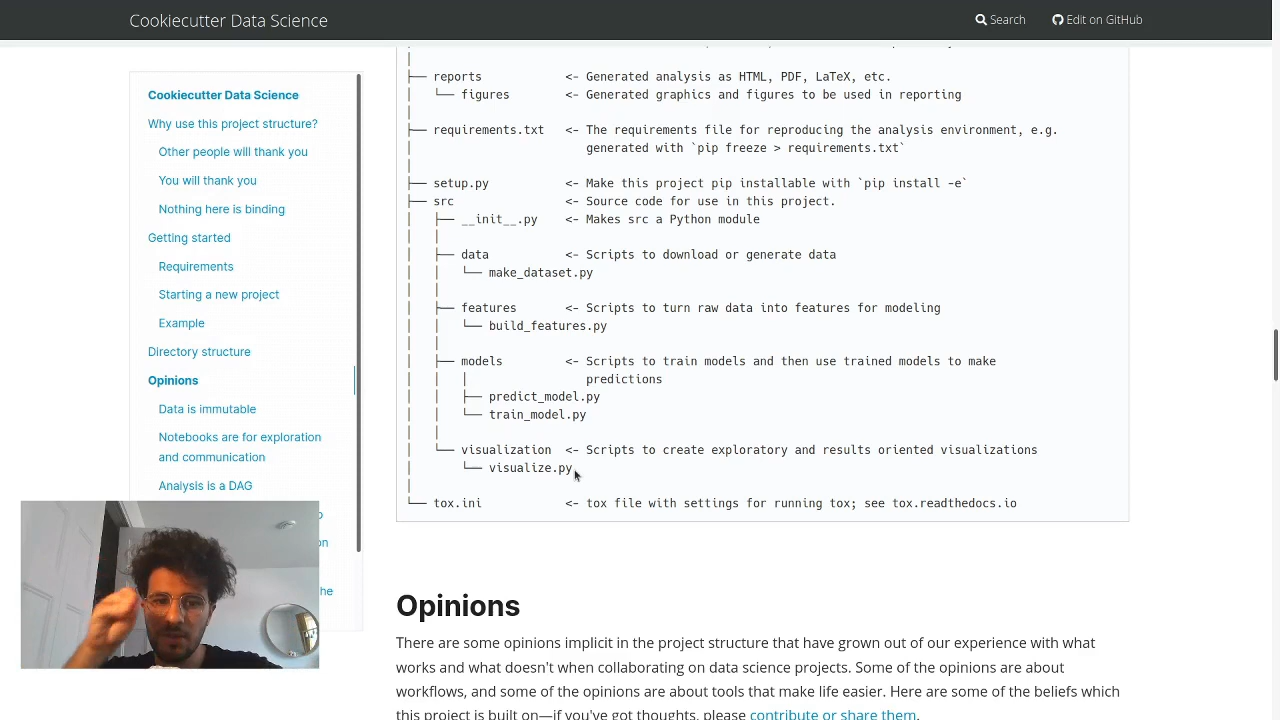 Cookiecutter Data Science
Search
Edit on GitHub
Cookiecutter Data Science
Why use this project structure?
Other people will thank you
You will thank you
Nothing here is binding
Getting started
Requirements
Starting a new project
Example
Directory structure
Opinions
Data is immutable
Notebooks are for exploration
and communication
Analysis is a DAG
├── reports <- Generated analysis as HTML, PDF, LaTeX, etc.
│ └── figures <- Generated graphics and figures to be used in reporting
│
├── requirements.txt <- The requirements file for reproducing the analysis environment, e.g.
│ generated with `pip freeze > requirements.txt`
│
├── setup.py <- Make this project pip installable with `pip install -e`
├── src <- Source code for use in this project.
│ ├── __init__.py <- Makes src a Python module
│ │
│ ├── data <- Scripts to download or generate data
│ │ └── make_dataset.py
│ │
│ ├── features <- Scripts to turn raw data into features for modeling
│ │ └── build_features.py
│ │
│ ├── models <- Scripts to train models and then use trained models to make
│ │ │ predictions
│ │ ├── predict_model.py
│ │ └── train_model.py
│ │
│ └── visualization <- Scripts to create exploratory and results oriented visualizations
│ └── visualize.py
│
└── tox.ini <- tox file with settings for running tox; see tox.readthedocs.io
Opinions
There are some opinions implicit in the project structure that have grown out of our experience with what
works and what doesn't when collaborating on data science projects. Some of the opinions are about
workflows, and some of the opinions are about tools that make life easier. Here are some of the beliefs which
this project is built on—if you've got thoughts, please contribute or share them.